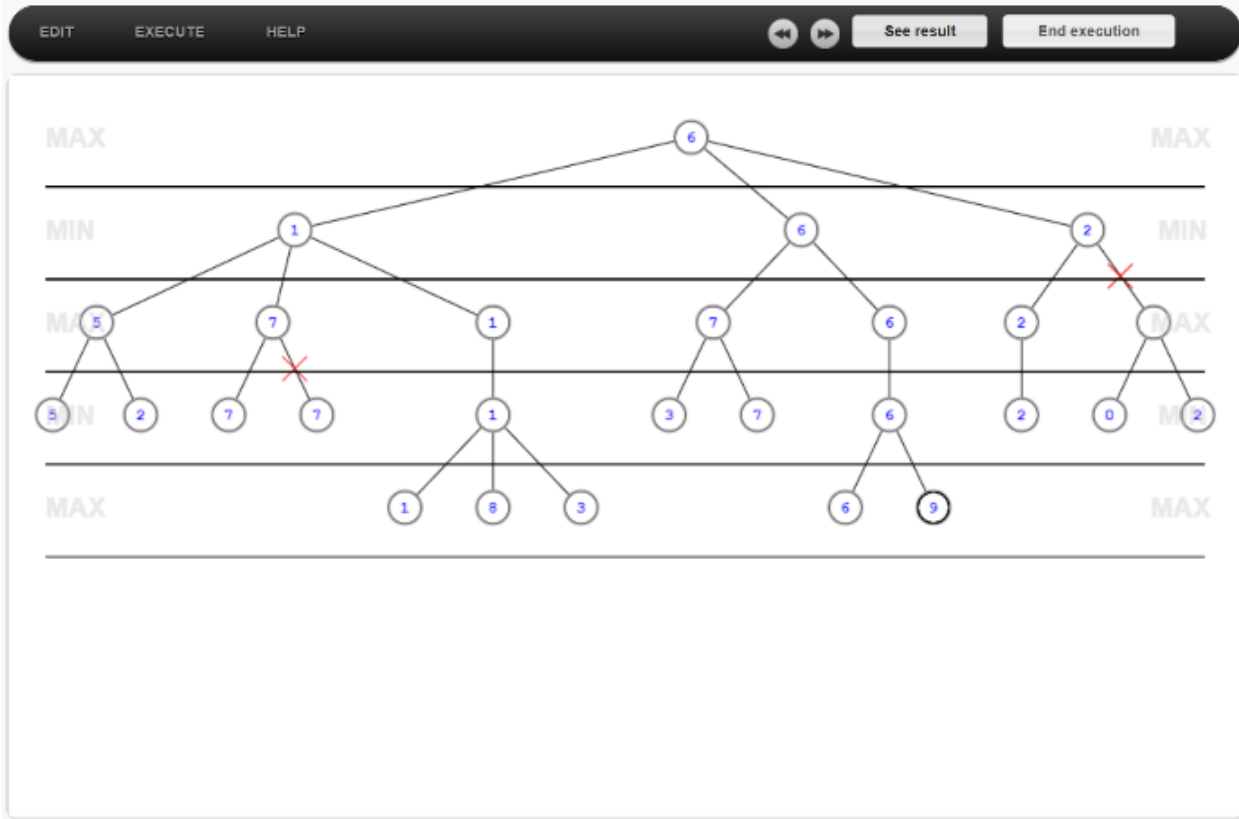 EDIT EXECUTE HELP See result End execution
MAX 6 MAX
MIN 1 6 2 MIN
MAX 5 7 1 7 6 2 MAX
MIN 5 2 7 7 1 3 7 6 2 0 2 MIN
MAX 1 8 3 6 9 MAX